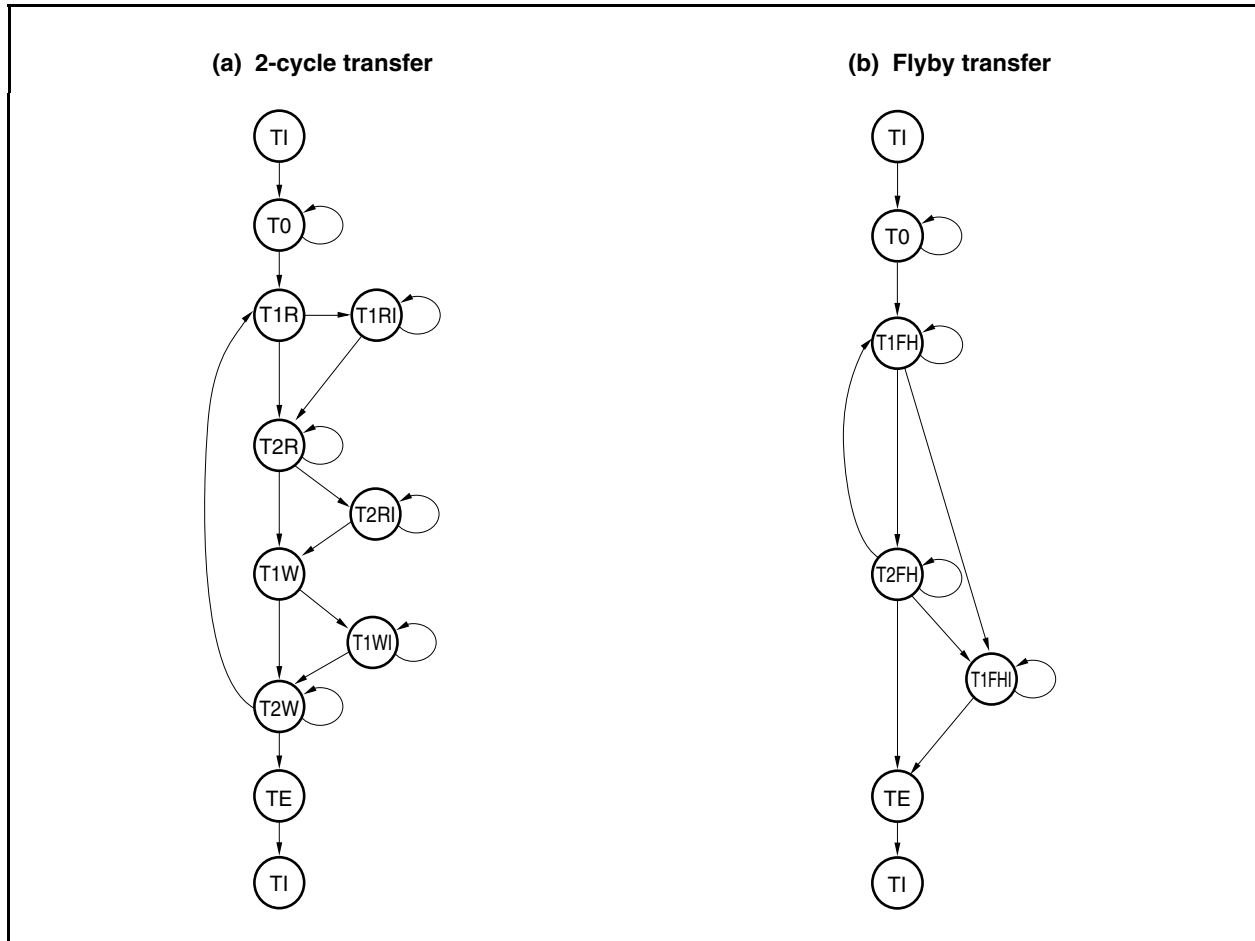 (a) 2-cycle transfer
TI
T0
T1R
T1RI
T2R
T2RI
T1W
T1WI
T2W
TE
TI
(b) Flyby transfer
TI
T0
T1FH
T2FH
T1FHI
TE
TI